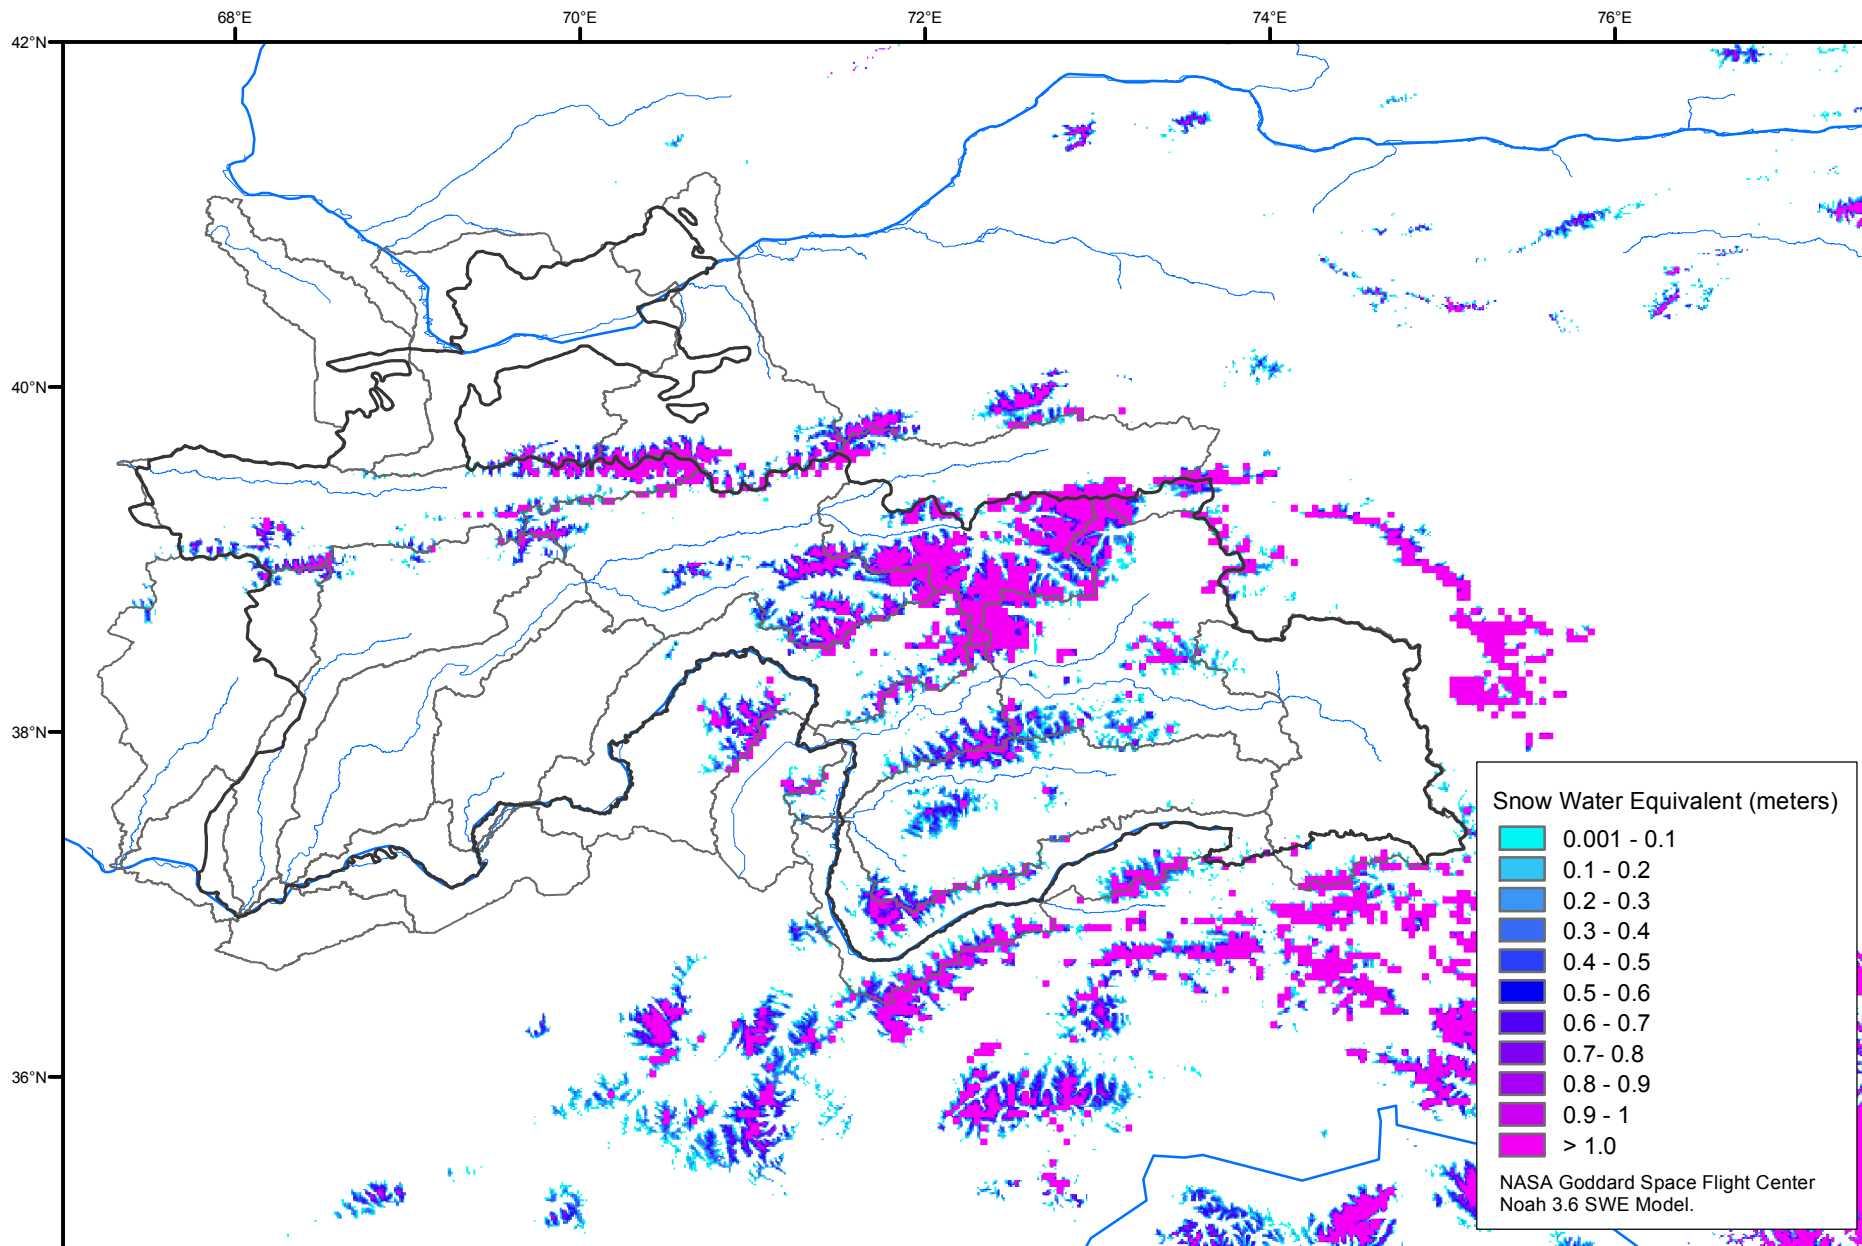 68°E
70°E
72°E
74°E
76°E
42°N
40°N
38°N
36°N
Snow Water Equivalent (meters)
0.001 - 0.1
0.1 - 0.2
0.2 - 0.3
0.3 - 0.4
0.4 - 0.5
0.5 - 0.6
0.6 - 0.7
0.7- 0.8
0.8 - 0.9
0.9 - 1
> 1.0
NASA Goddard Space Flight Center
Noah 3.6 SWE Model.